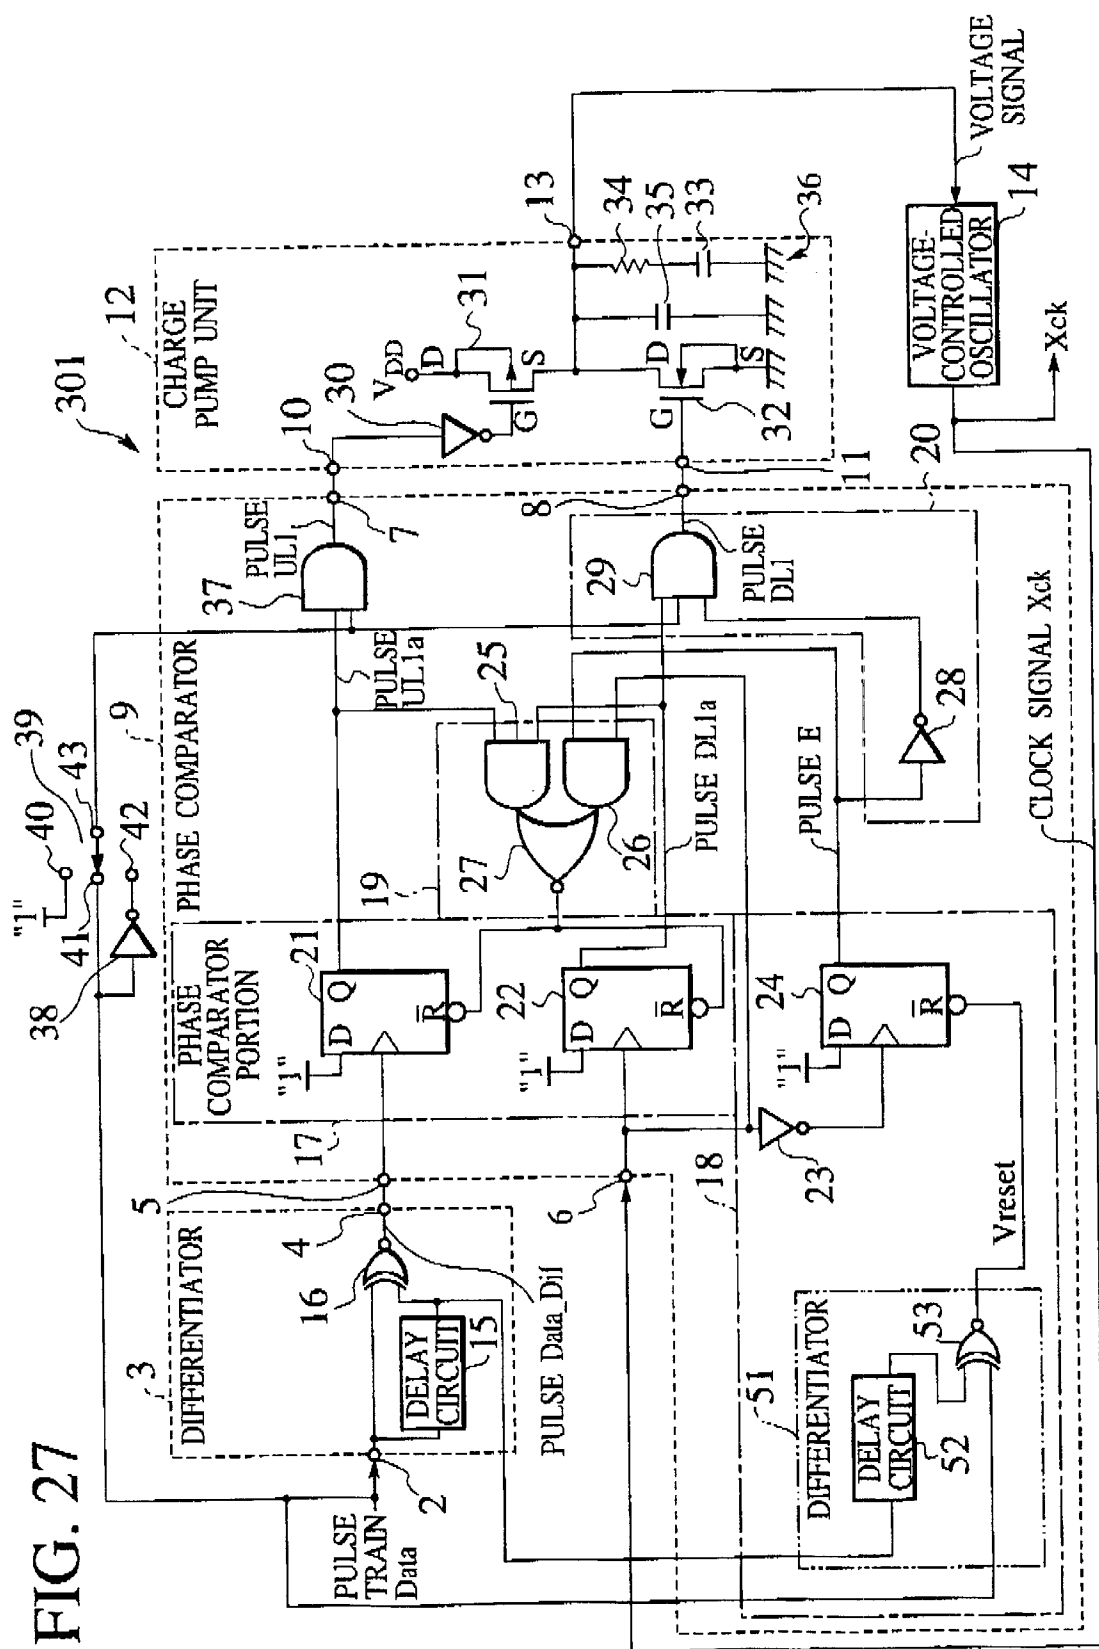 FIG. 27
301
12
CHARGE
PUMP UNIT
VDD
D
31
30
10
G
S
13
34
35
33
36
D
S
G
32
11
VOLTAGE
SIGNAL
VOLTAGE-
CONTROLLED
OSCILLATOR
14
Xck
9
PHASE COMPARATOR
"1"
40
39
43
41
42
38
PULSE
UL1
7
37
PULSE
UL1a
25
8
29
PULSE
DL1
20
19
27
26
PULSE DL1a
PULSE E
28
CLOCK SIGNAL Xck
PHASE
COMPARATOR
PORTION
"1"
D
Q
21
R
17
"1"
D
Q
22
R
"1"
D
Q
24
R
23
18
Vreset
5
4
6
3
DIFFERENTIATOR
16
DELAY
CIRCUIT
15
PULSE Data_Dif
2
PULSE
TRAIN
Data
51
DIFFERENTIATOR
DELAY
CIRCUIT
52
53